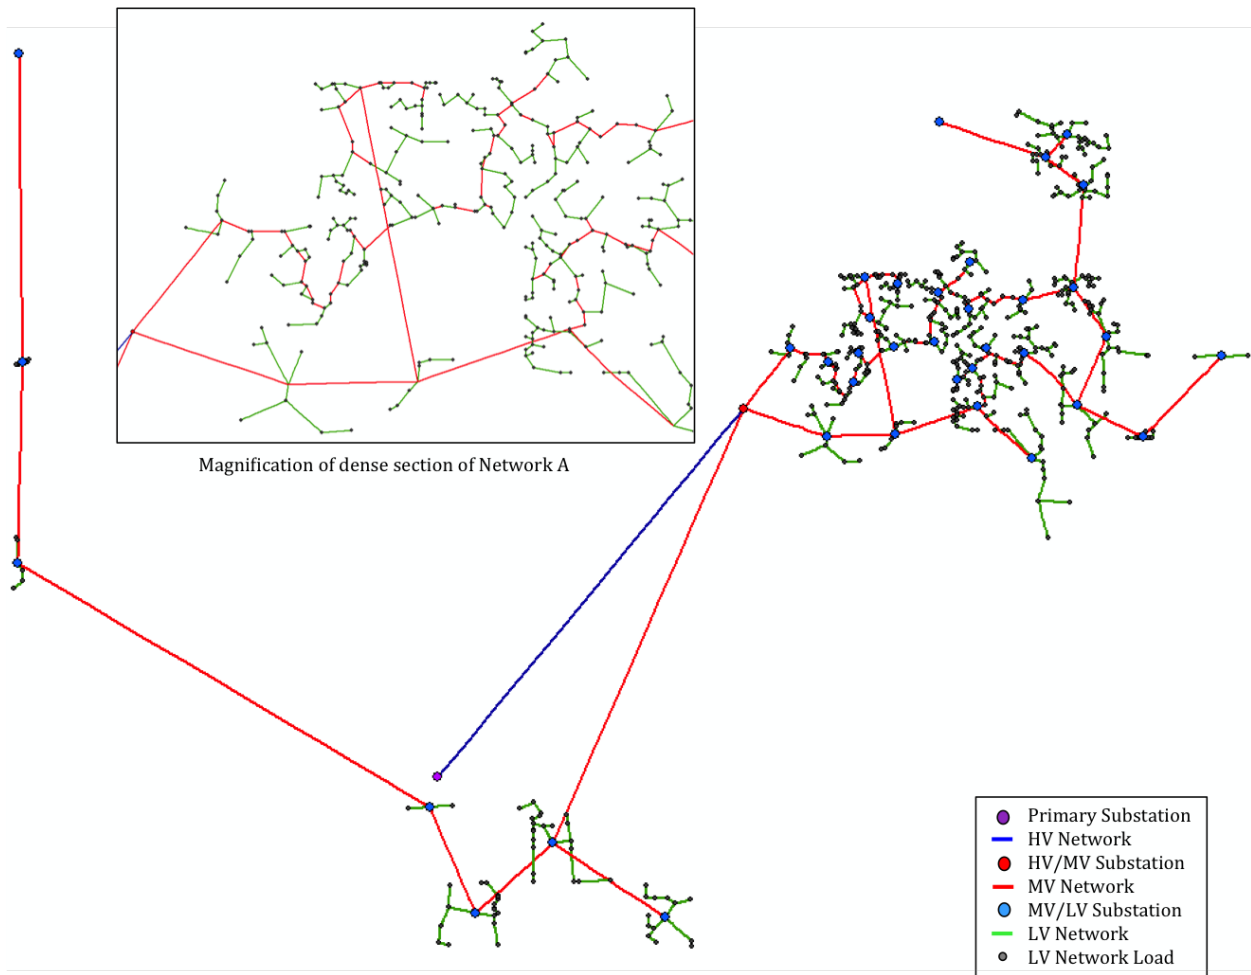 Magnification of dense section of Network A
Primary Substation
HV Network
HV/MV Substation
MV Network
MV/LV Substation
LV Network
LV Network Load